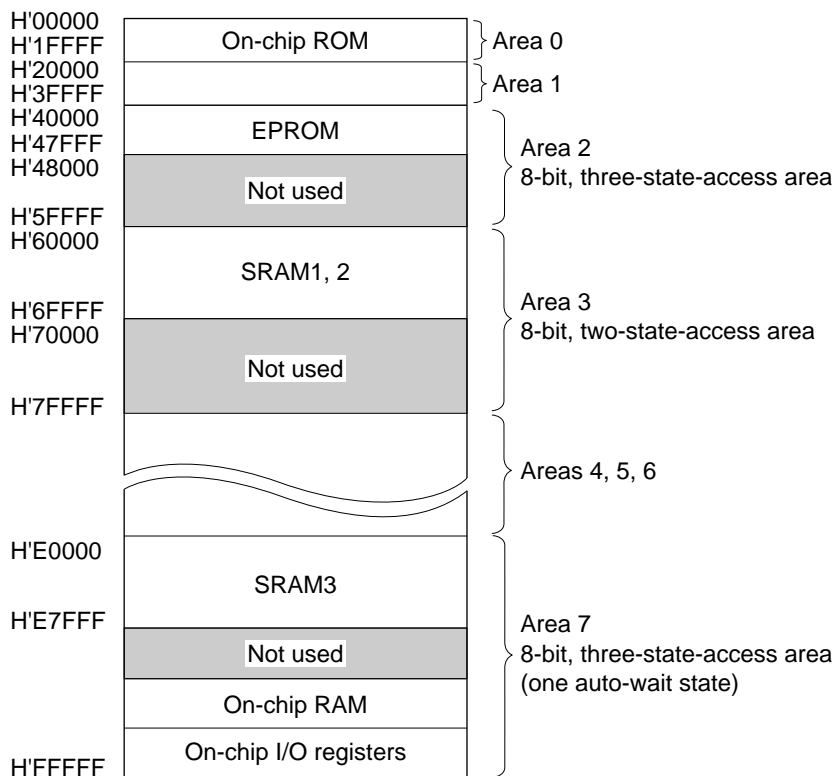 H'00000
On-chip ROM
Area 0
H'1FFFF
H'20000
Area 1
H'3FFFF
H'40000
EPROM
H'47FFF
Area 2
8-bit, three-state-access area
H'48000
Not used
H'5FFFF
H'60000
SRAM1, 2
H'6FFFF
Area 3
8-bit, two-state-access area
H'70000
Not used
H'7FFFF
Areas 4, 5, 6
H'E0000
SRAM3
H'E7FFF
Area 7
8-bit, three-state-access area
(one auto-wait state)
Not used
On-chip RAM
On-chip I/O registers
H'FFFFF